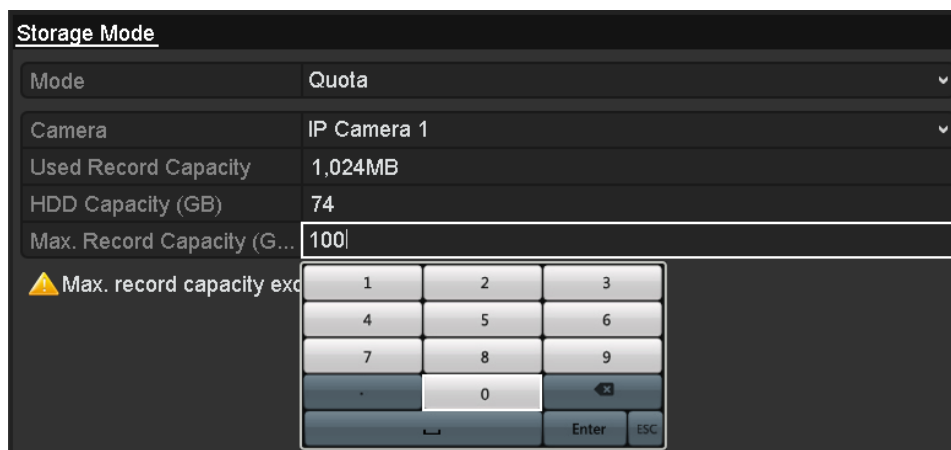 Storage Mode
Mode Quota
Camera IP Camera 1
Used Record Capacity 1,024MB
HDD Capacity (GB) 74
Max. Record Capacity (G... 100
Max. record capacity
1 2 3
4 5 6
7 8 9
. 0
Enter ESC